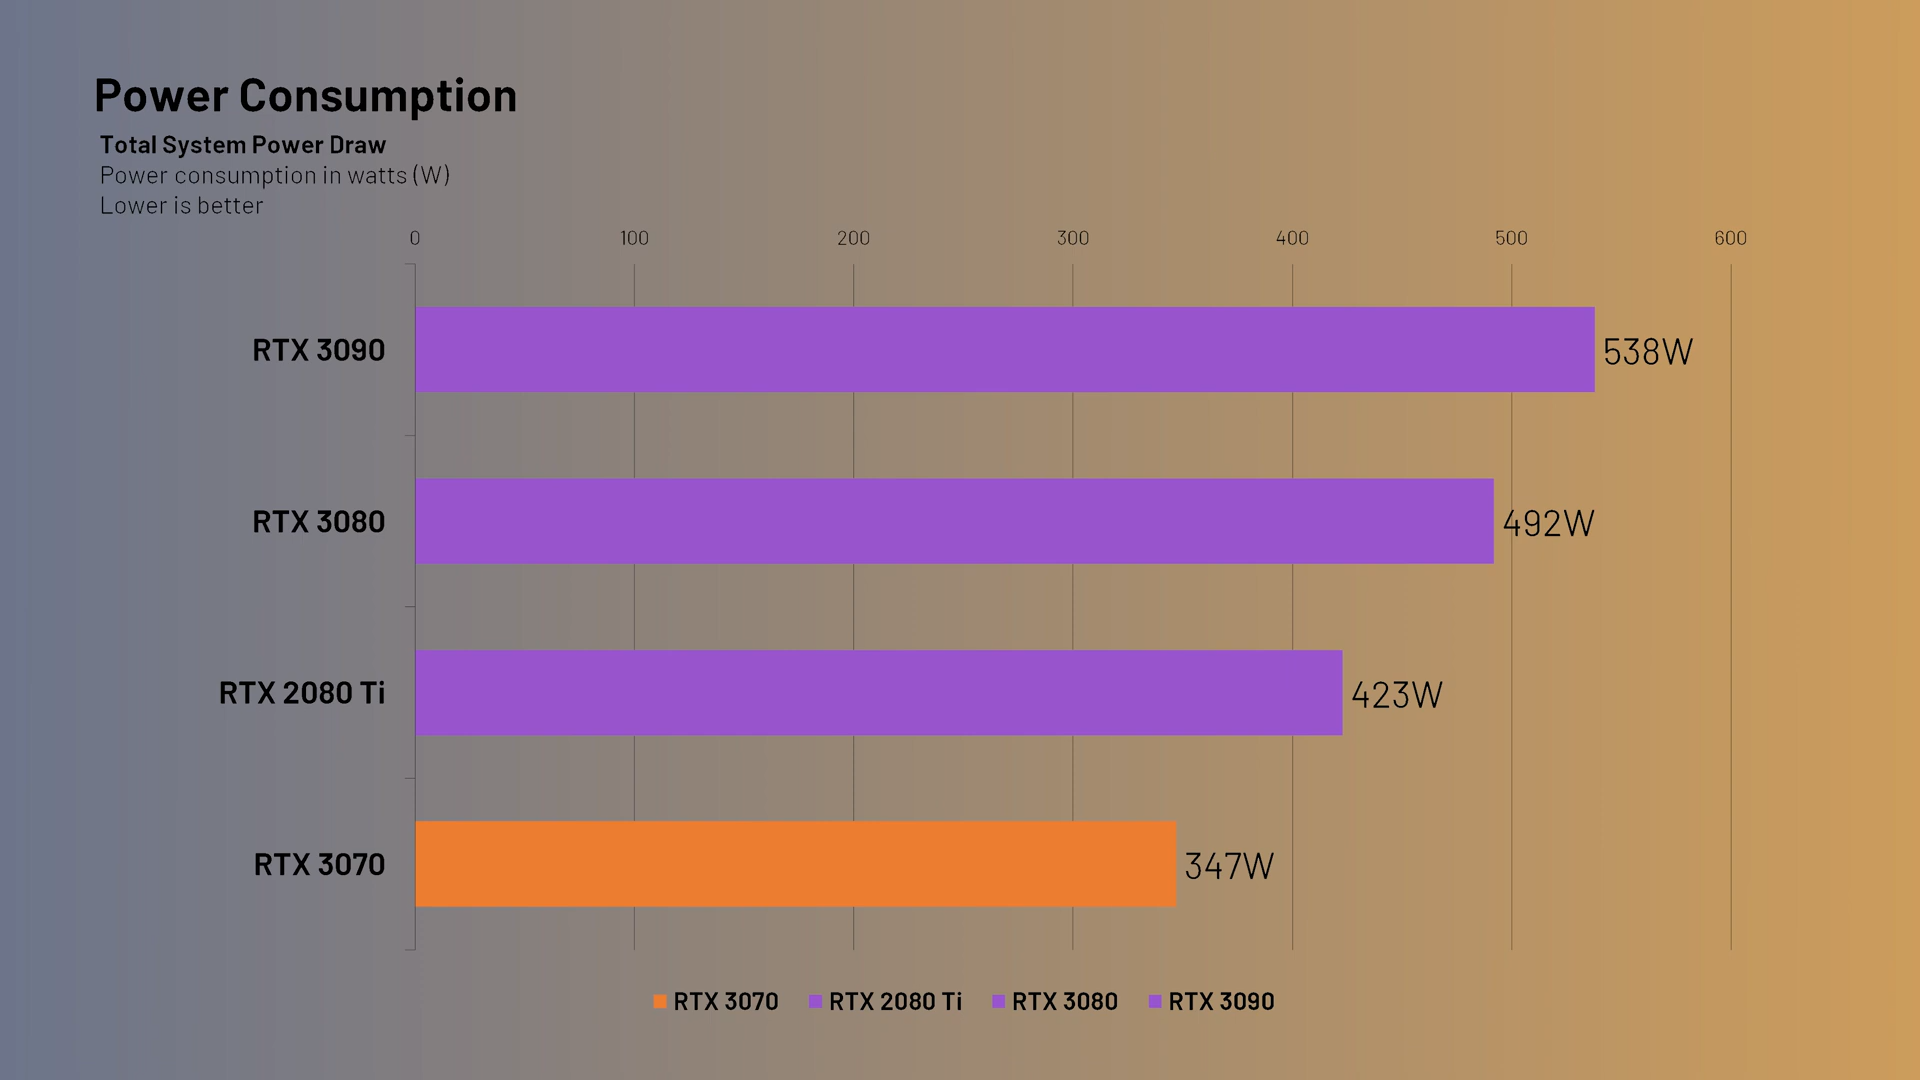 Power Consumption
Total System Power Draw
Power consumption in watts (W)
Lower is better
0 100 200 300 400 500 600
RTX 3090 538W
RTX 3080 492W
RTX 2080 Ti 423W
RTX 3070 347W
RTX 3070 RTX 2080 Ti RTX 3080 RTX 3090